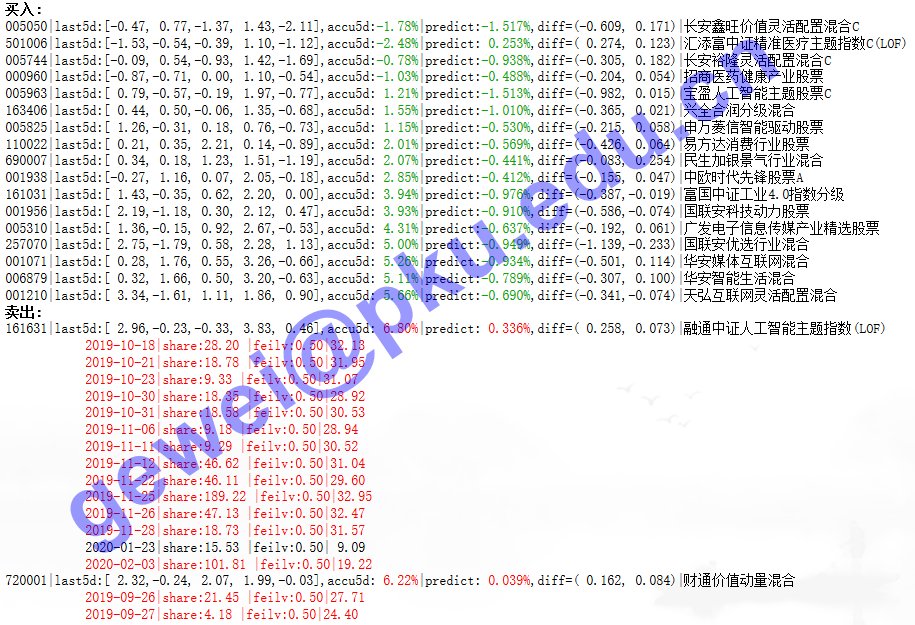 买入:
005050|last5d:[-0.47, 0.77,-1.37, 1.43,-2.11],accu5d:-1.78%|predict:-1.517%,diff=(-0.609, 0.171)|长安鑫旺价值灵活配置混合C
501006|last5d:[-1.53,-0.54,-0.39, 1.10,-1.12],accu5d:-2.48%|predict: 0.253%,diff=( 0.274, 0.123)|汇添富中证精准医疗主题指数C(LOF)
005744|last5d:[-0.09, 0.54,-0.93, 1.42,-1.69],accu5d:-0.78%|predict:-0.938%,diff=(-0.305, 0.182)|长安裕隆灵活配置混合C
000960|last5d:[-0.87,-0.71, 0.00, 1.10,-0.54],accu5d:-1.03%|predict:-0.488%,diff=(-0.204, 0.054)|招商医药健康产业股票
005963|last5d:[ 0.79,-0.57,-0.19, 1.97,-0.77],accu5d: 1.21%|predict:-1.513%,diff=(-0.982, 0.015)|宝盈人工智能主题股票C
163406|last5d:[ 0.44, 0.50,-0.06, 1.35,-0.68],accu5d: 1.55%|predict:-1.010%,diff=(-0.365, 0.021)|兴全合润分级混合
005825|last5d:[ 1.26,-0.31, 0.18, 0.76,-0.73],accu5d: 1.15%|predict:-0.530%,diff=(-0.215, 0.058)|申万菱信智能驱动股票
110022|last5d:[ 0.21, 0.35, 2.21, 0.14,-0.89],accu5d: 2.01%|predict:-0.569%,diff=(-0.426, 0.064)|易方达消费行业股票
690007|last5d:[ 0.34, 0.18, 1.23, 1.51,-1.19],accu5d: 2.07%|predict:-0.441%,diff=(-0.083, 0.254)|民生加银景气行业混合
001938|last5d:[-0.27, 1.16, 0.07, 2.05,-0.18],accu5d: 2.85%|predict:-0.412%,diff=(-0.155, 0.047)|中欧时代先锋股票A
161031|last5d:[ 1.43,-0.35, 0.62, 2.20, 0.00],accu5d: 3.94%|predict:-0.976%,diff=(-0.387,-0.019)|富国中证工业4.0指数分级
001956|last5d:[ 2.19,-1.18, 0.30, 2.12, 0.47],accu5d: 3.93%|predict:-0.910%,diff=(-0.586,-0.074)|国联安科技动力股票
005310|last5d:[ 1.36,-0.15, 0.92, 2.67,-0.53],accu5d: 4.31%|predict:-0.637%,diff=(-0.192, 0.061)|广发电子信息传媒产业精选股票
257070|last5d:[ 2.75,-1.79, 0.58, 2.28, 1.13],accu5d: 5.00%|predict:-0.949%,diff=(-1.139,-0.233)|国联安优选行业混合
001071|last5d:[ 0.28, 1.76, 0.55, 3.26,-0.66],accu5d: 5.26%|predict:-0.934%,diff=(-0.501, 0.114)|华安媒体互联网混合
006879|last5d:[ 0.32, 1.66, 0.50, 3.20,-0.63],accu5d: 5.11%|predict:-0.789%,diff=(-0.307, 0.100)|华安智能生活混合
001210|last5d:[ 3.34,-1.61, 1.11, 1.86, 0.90],accu5d: 5.66%|predict:-0.690%,diff=(-0.341,-0.074)|天弘互联网灵活配置混合
卖出:
161631|last5d:[ 2.96,-0.23,-0.33, 3.83, 0.46],accu5d: 6.80%|predict: 0.336%,diff=( 0.258, 0.073)|融通中证人工智能主题指数(LOF)
2019-10-18|share:28.20 |feilv:0.50|32.13
2019-10-21|share:18.78 |feilv:0.50|31.95
2019-10-23|share:9.33 |feilv:0.50|31.07
2019-10-30|share:18.35 |feilv:0.50|28.92
2019-10-31|share:18.58 |feilv:0.50|30.53
2019-11-06|share:9.18 |feilv:0.50|28.94
2019-11-11|share:9.29 |feilv:0.50|30.52
2019-11-12|share:46.62 |feilv:0.50|31.04
2019-11-22|share:46.11 |feilv:0.50|29.60
2019-11-25|share:189.22 |feilv:0.50|32.95
2019-11-26|share:47.13 |feilv:0.50|32.47
2019-11-28|share:18.73 |feilv:0.50|31.57
2020-01-23|share:15.53 |feilv:0.50| 9.09
2020-02-03|share:101.81 |feilv:0.50|19.22
720001|last5d:[ 2.32,-0.24, 2.07, 1.99,-0.03],accu5d: 6.22%|predict: 0.039%,diff=( 0.162, 0.084)|财通价值动量混合
2019-09-26|share:21.45 |feilv:0.50|27.71
2019-09-27|share:4.18 |feilv:0.50|24.40
gewei@pku.edu.cn